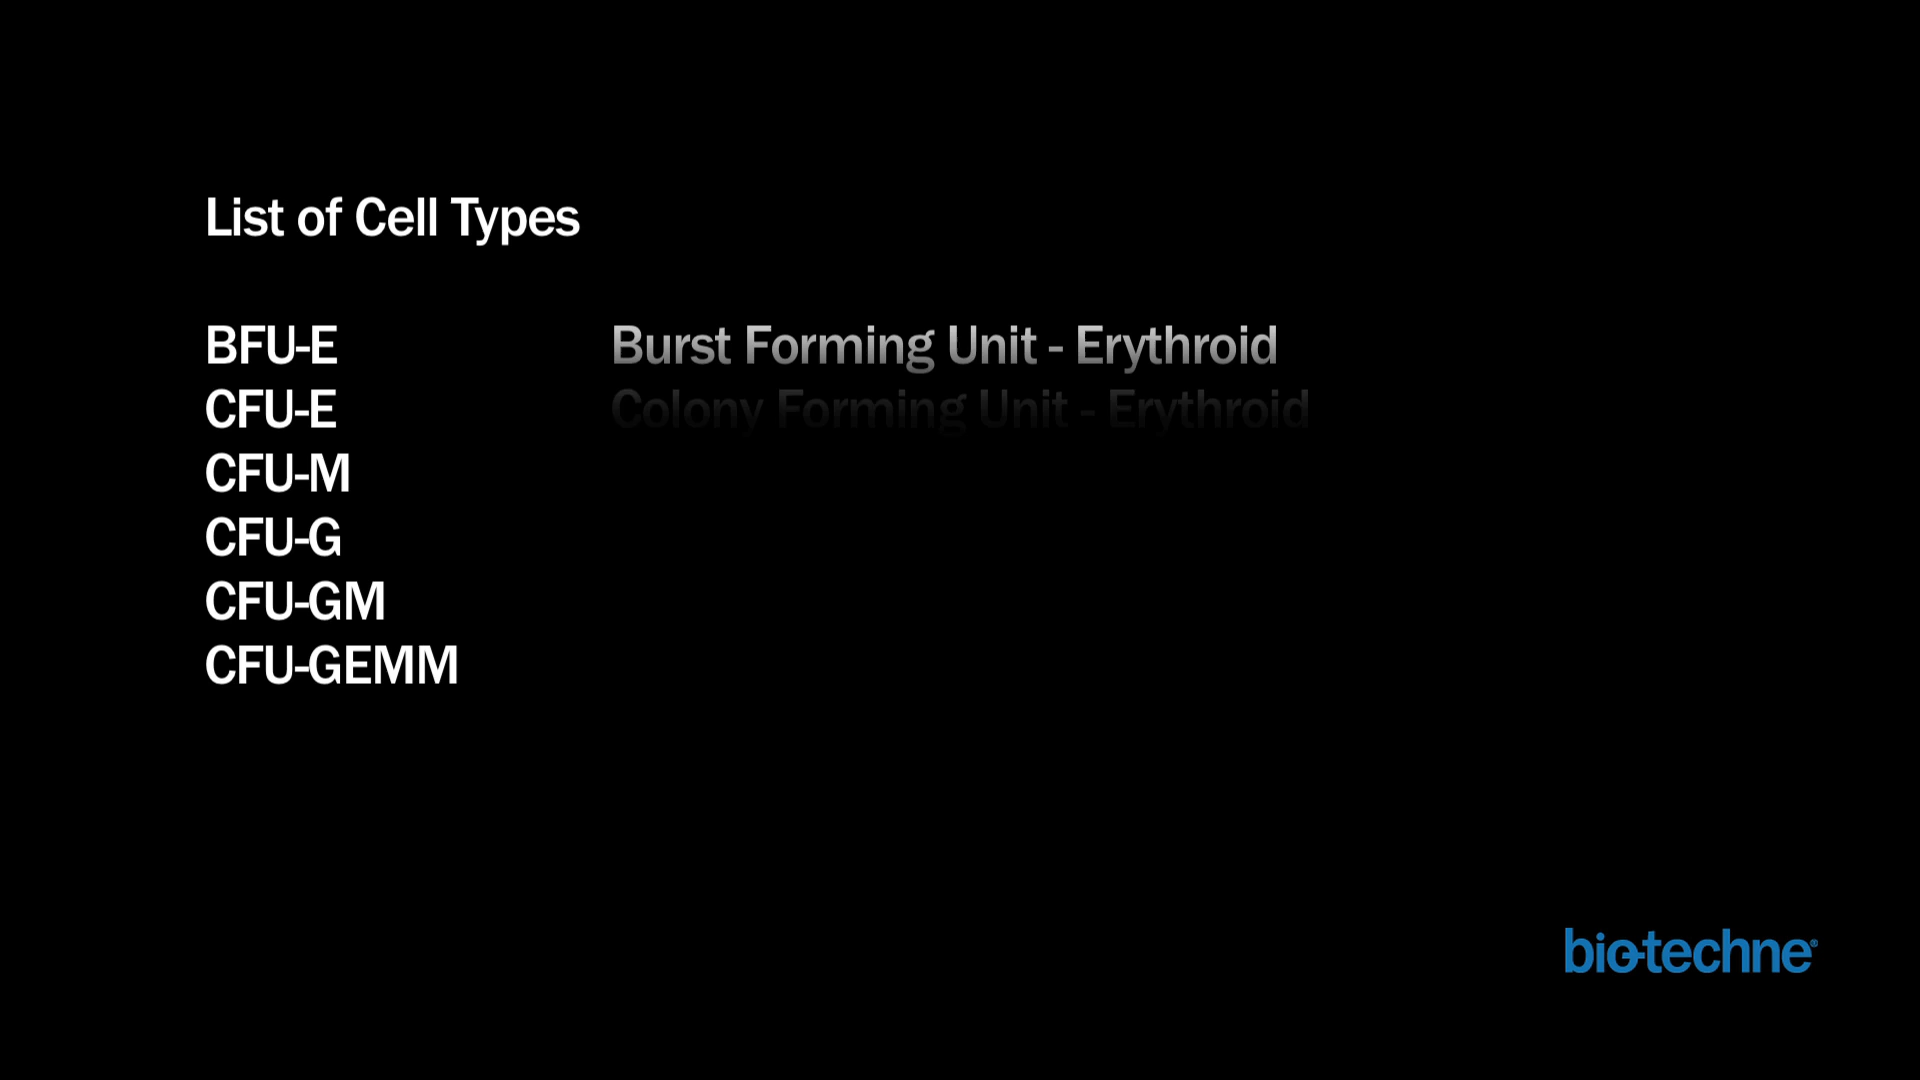 List of Cell Types
BFU-E Burst Forming Unit - Erythroid
CFU-E Colony Forming Unit - Erythroid
CFU-M
CFU-G
CFU-GM
CFU-GEMM
bio-techne®